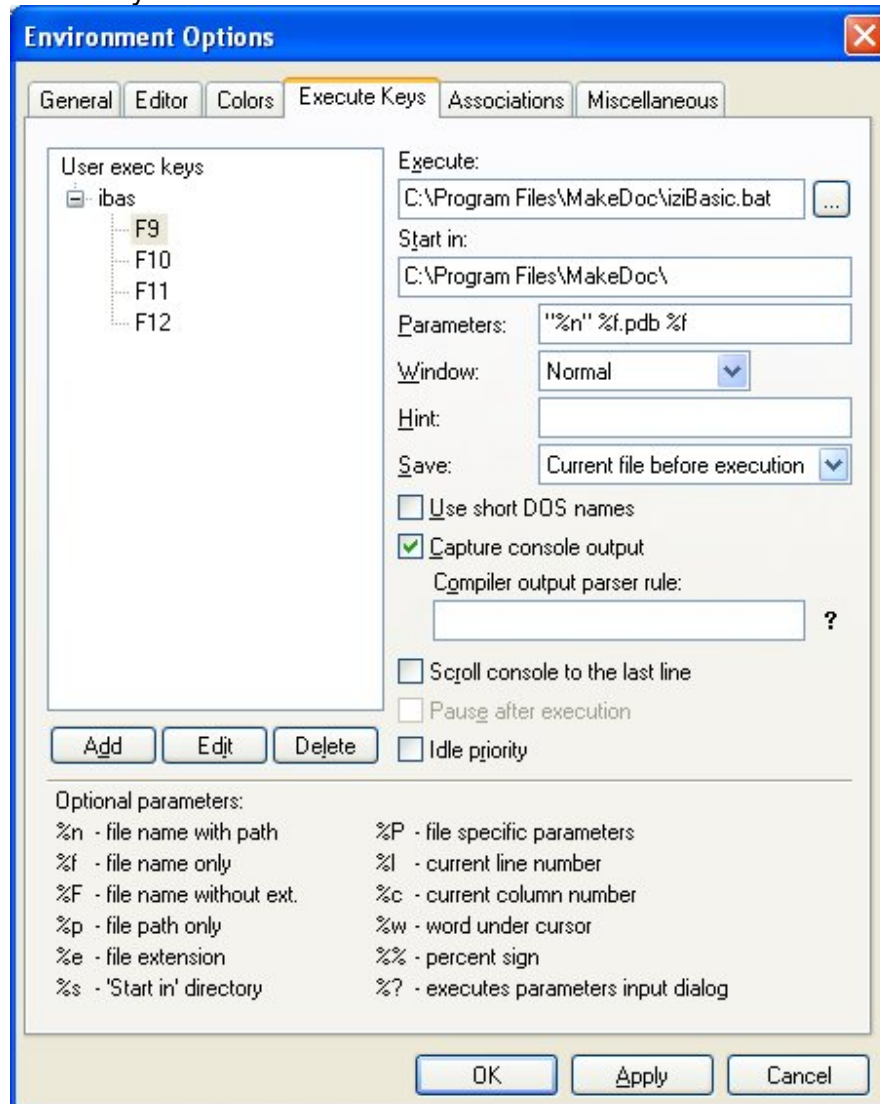 Environment Options
General Editor Colors Execute Keys Associations Miscellaneous
User exec keys
ibas
F9
F10
F11
F12
Add Edit Delete
Execute:
C:\Program Files\MakeDoc\iziBasic.bat ...
Start in:
C:\Program Files\MakeDoc\
Parameters: "%n" %f.pdb %f
Window: Normal
Hint:
Save: Current file before execution
Use short DOS names
Capture console output
Compiler output parser rule:
?
Scroll console to the last line
Pause after execution
Idle priority
Optional parameters:
%n - file name with path
%f - file name only
%F - file name without ext.
%p - file path only
%e - file extension
%s - 'Start in' directory
%P - file specific parameters
%l - current line number
%c - current column number
%w - word under cursor
%% - percent sign
%? - executes parameters input dialog
OK Apply Cancel